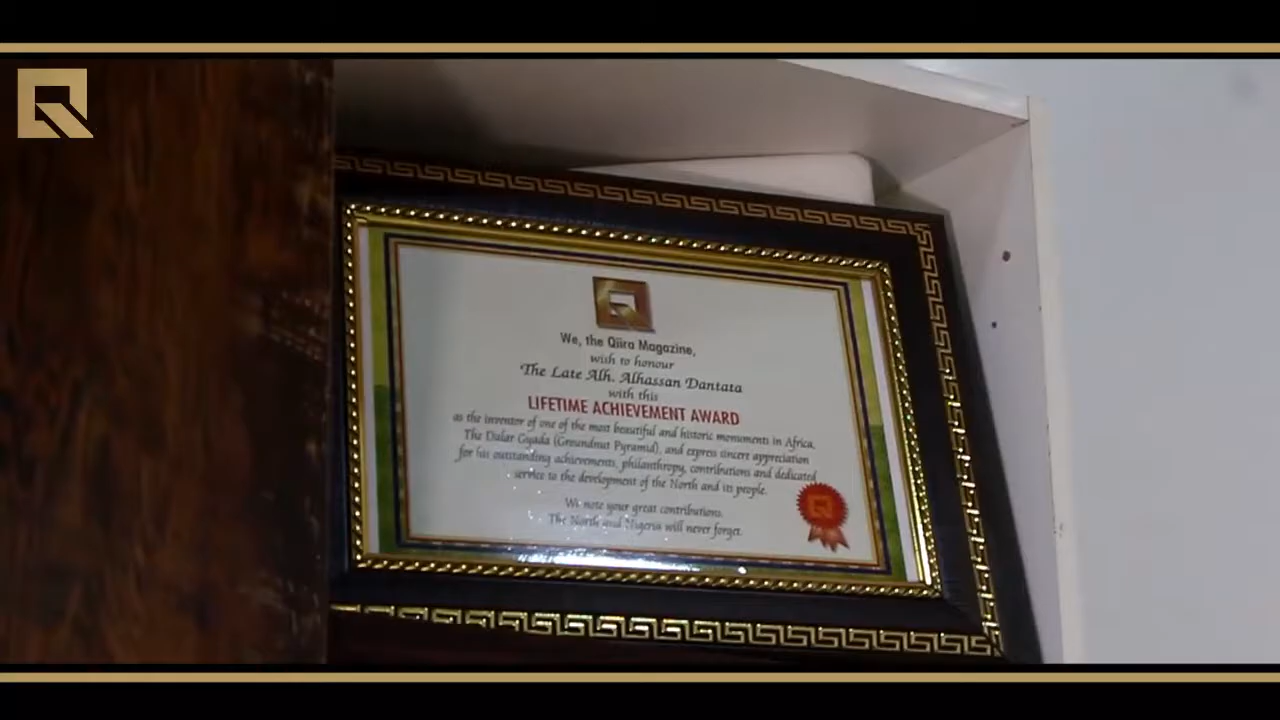 We, the Qiira Magazine,
wish to honour
The Late Alh. Alhassan Dantata
with this
LIFETIME ACHIEVEMENT AWARD
as the inventor of one of the most beautiful and historic monuments in Africa,
The Dalar Gyada (Groundnut Pyramid), and express sincere appreciation
for his outstanding achievements, philanthropy, contributions and dedicated
service to the development of the North and its people.
We note your great contributions.
The North and Nigeria will never forget.